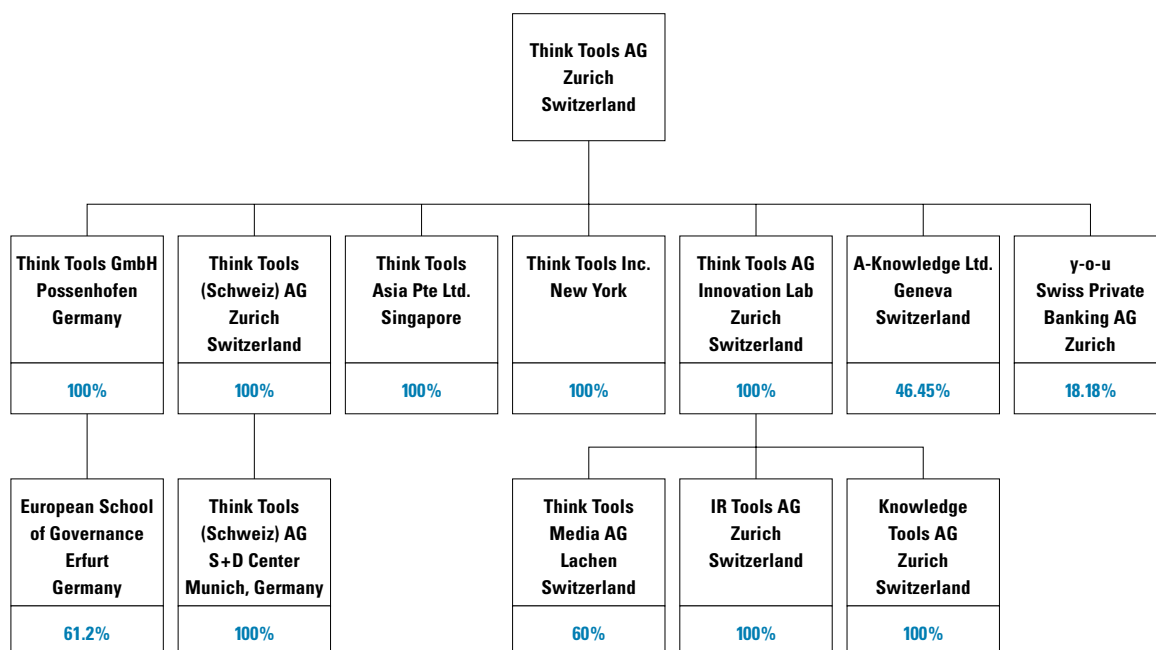 Think Tools AG
Zurich
Switzerland
Think Tools GmbH
Possenhofen
Germany
100%
Think Tools
(Schweiz) AG
Zurich
Switzerland
100%
Think Tools
Asia Pte Ltd.
Singapore
100%
Think Tools Inc.
New York
100%
Think Tools AG
Innovation Lab
Zurich
Switzerland
100%
A-Knowledge Ltd.
Geneva
Switzerland
46.45%
y-o-u
Swiss Private
Banking AG
Zurich
18.18%
European School
of Governance
Erfurt
Germany
61.2%
Think Tools
(Schweiz) AG
S+D Center
Munich, Germany
100%
Think Tools
Media AG
Lachen
Switzerland
60%
IR Tools AG
Zurich
Switzerland
100%
Knowledge
Tools AG
Zurich
Switzerland
100%